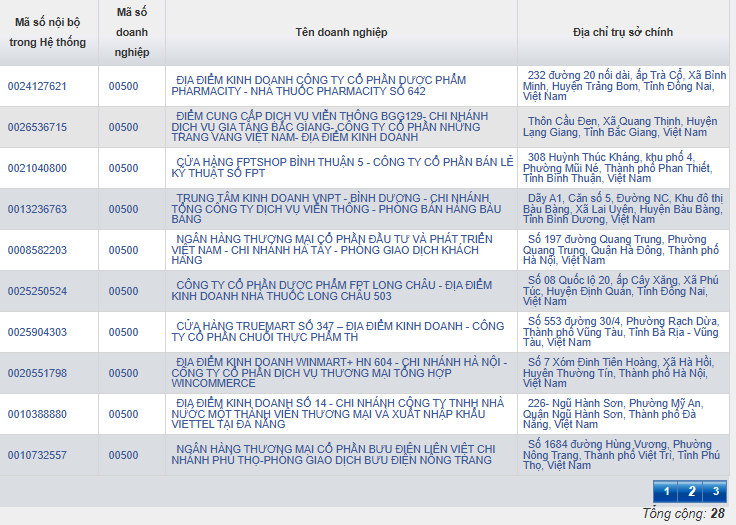 Mã số nội bộ
trong Hệ thống
Mã số
doanh
nghiệp
Tên doanh nghiệp
Địa chỉ trụ sở chính
0024127621
00500
ĐỊA ĐIỂM KINH DOANH CÔNG TY CỔ PHẦN DƯỢC PHẨM
PHARMACITY - NHÀ THUỐC PHARMACITY SỐ 642
232 đường 20 nối dài, ấp Trà Cổ, Xã Bình
Minh, Huyện Trảng Bom, Tỉnh Đồng Nai,
Việt Nam
0026536715
00500
ĐIỂM CUNG CẤP DỊCH VỤ VIỄN THÔNG BGG129- CHI NHÁNH
DỊCH VỤ GIA TĂNG BẮC GIANG- CÔNG TY CỔ PHẦN NHỮNG
TRANG VÀNG VIỆT NAM- ĐỊA ĐIỂM KINH DOANH
Thôn Cầu Đen, Xã Quang Thịnh, Huyện
Lạng Giang, Tỉnh Bắc Giang, Việt Nam
0021040800
00500
CỬA HÀNG FPTSHOP BÌNH THUẬN 5 - CÔNG TY CỔ PHẦN BÁN LẺ
KỸ THUẬT SỐ FPT
308 Huỳnh Thúc Kháng, khu phố 4,
Phường Mũi Né, Thành phố Phan Thiết,
Tỉnh Bình Thuận, Việt Nam
0013236763
00500
TRUNG TÂM KINH DOANH VNPT - BÌNH DƯƠNG - CHI NHÁNH
TỔNG CÔNG TY DỊCH VỤ VIỄN THÔNG - PHÒNG BÁN HÀNG BÀU
BÀNG
Dãy A1, Căn số 5, Đường NC, Khu đô thị
Bàu Bàng, Xã Lai Uyên, Huyện Bàu Bàng,
Tỉnh Bình Dương, Việt Nam
0008582203
00500
NGÂN HÀNG THƯƠNG MẠI CỔ PHẦN ĐẦU TƯ VÀ PHÁT TRIỂN
VIỆT NAM - CHI NHÁNH HÀ TÂY - PHÒNG GIAO DỊCH KHÁCH
HÀNG
Số 197 đường Quang Trung, Phường
Quang Trung, Quận Hà Đông, Thành phố
Hà Nội, Việt Nam
0025250524
00500
CÔNG TY CỔ PHẦN DƯỢC PHẨM FPT LONG CHÂU - ĐỊA ĐIỂM
KINH DOANH NHÀ THUỐC LONG CHÂU 503
Số 08 Quốc lộ 20, ấp Cây Xăng, Xã Phú
Túc, Huyện Định Quán, Tỉnh Đồng Nai,
Việt Nam
0025904303
00500
CỬA HÀNG TRUEMART SỐ 347 – ĐỊA ĐIỂM KINH DOANH - CÔNG
TY CỔ PHẦN CHUỖI THỰC PHẨM TH
Số 553 đường 30/4, Phường Rạch Dừa,
Thành phố Vũng Tàu, Tỉnh Bà Rịa - Vũng
Tàu, Việt Nam
0020551798
00500
ĐỊA ĐIỂM KINH DOANH WINMART+ HN 604 - CHI NHÁNH HÀ NỘI -
CÔNG TY CỔ PHẦN DỊCH VỤ THƯƠNG MẠI TỔNG HỢP
WINCOMMERCE
Số 7 Xóm Đinh Tiên Hoàng, Xã Hà Hồi,
Huyện Thường Tín, Thành phố Hà Nội,
Việt Nam
0010388880
00500
ĐỊA ĐIỂM KINH DOANH SỐ 14 - CHI NHÁNH CÔNG TY TNHH NHÀ
NƯỚC MỘT THÀNH VIÊN THƯƠNG MẠI VÀ XUẤT NHẬP KHẨU
VIETTEL TẠI ĐÀ NẴNG
226- Ngũ Hành Sơn, Phường Mỹ An,
Quận Ngũ Hành Sơn, Thành phố Đà
Nẵng, Việt Nam
0010732557
00500
NGÂN HÀNG THƯƠNG MẠI CỔ PHẦN BƯU ĐIỆN LIÊN VIỆT CHI
NHÁNH PHÚ THỌ-PHÒNG GIAO DỊCH BƯU ĐIỆN NÔNG TRANG
Số 1684 đường Hùng Vương, Phường
Nông Trang, Thành phố Việt Trì, Tỉnh Phú
Thọ, Việt Nam
1 2 3
Tổng cộng: 28